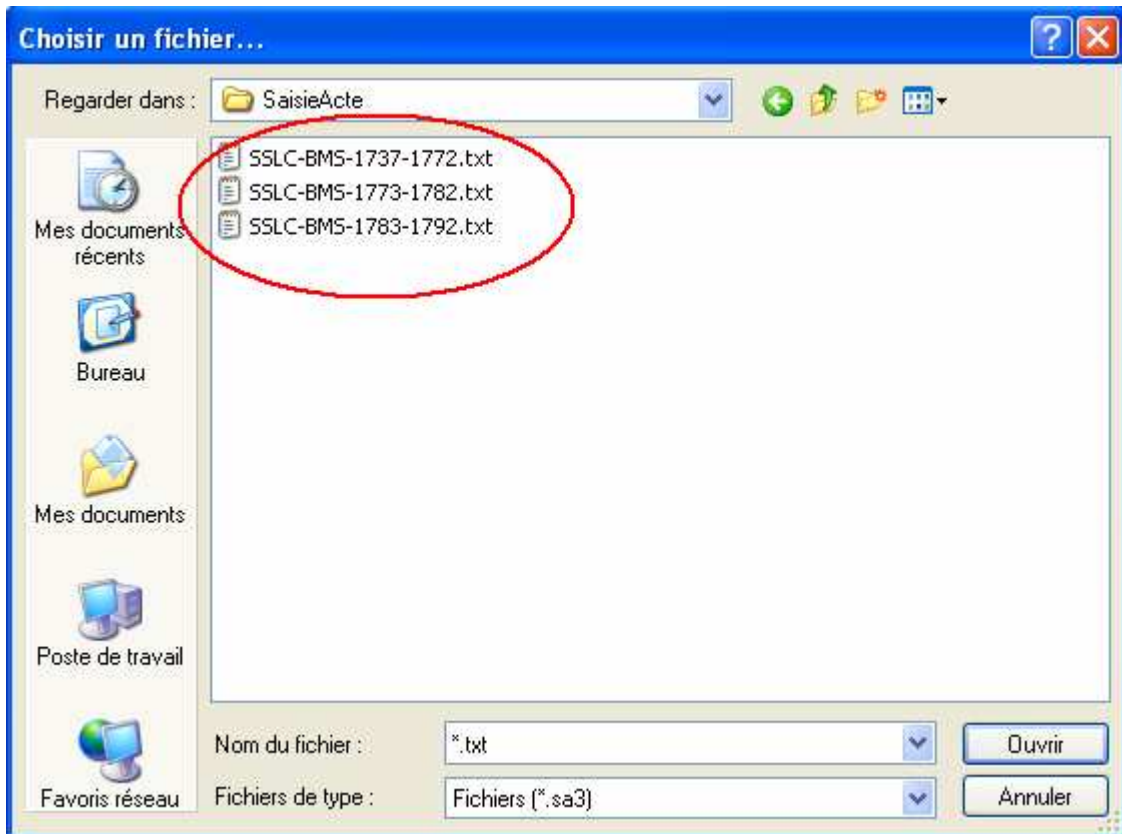 Choisir un fichier...
Regarder dans :
SaisieActe
SSLC-BMS-1737-1772.txt
SSLC-BMS-1773-1782.txt
SSLC-BMS-1783-1792.txt
Mes documents
récents
Bureau
Mes documents
Poste de travail
Favoris réseau
Nom du fichier :
*.txt
Ouvrir
Fichiers de type :
Fichiers (*.sa3)
Annuler